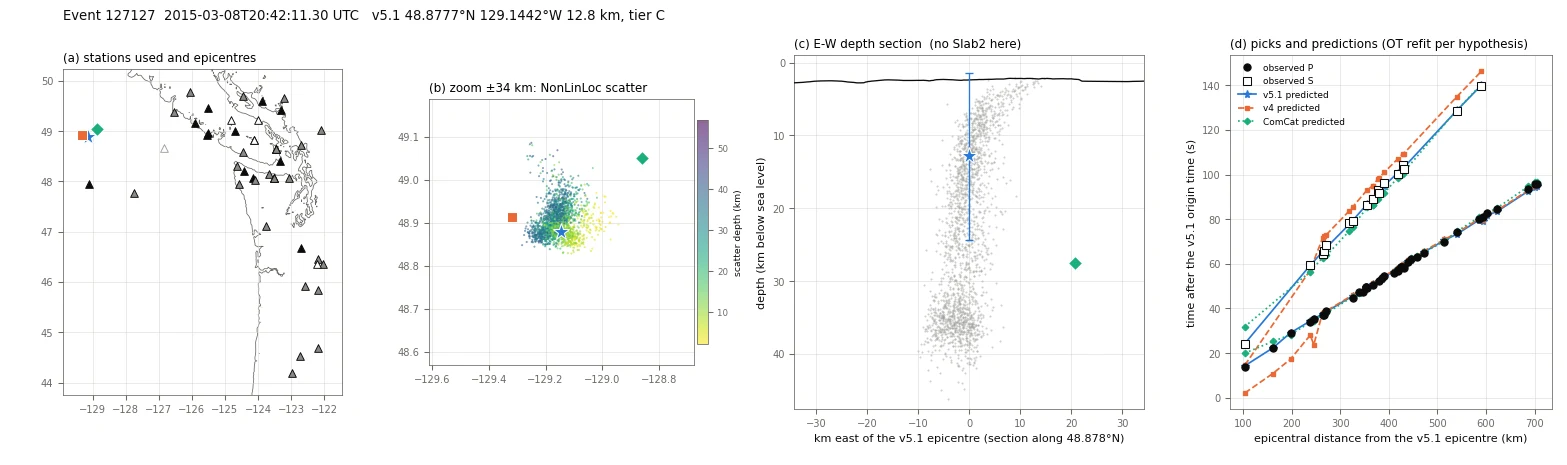 Event 127127  2015-03-08T20:42:11.30 UTC   v5.1 48.8777°N 129.1442°W 12.8 km, tier C
(a) stations used and epicentres
50
49
48
47
46
45
44
−129 −128 −127 −126 −125 −124 −123 −122
(b) zoom ±34 km: NonLinLoc scatter
49.1
49.0
48.9
48.8
48.7
48.6
−129.6 −129.4 −129.2 −129.0 −128.8
50
40
30
20
10
scatter depth (km)
(c) E-W depth section  (no Slab2 here)
0
10
20
30
40
depth (km below sea level)
−30 −20 −10 0 10 20 30
km east of the v5.1 epicentre (section along 48.878°N)
(d) picks and predictions (OT refit per hypothesis)
observed P
observed S
v5.1 predicted
v4 predicted
ComCat predicted
140
120
100
80
60
40
20
0
time after the v5.1 origin time (s)
100 200 300 400 500 600 700
epicentral distance from the v5.1 epicentre (km)